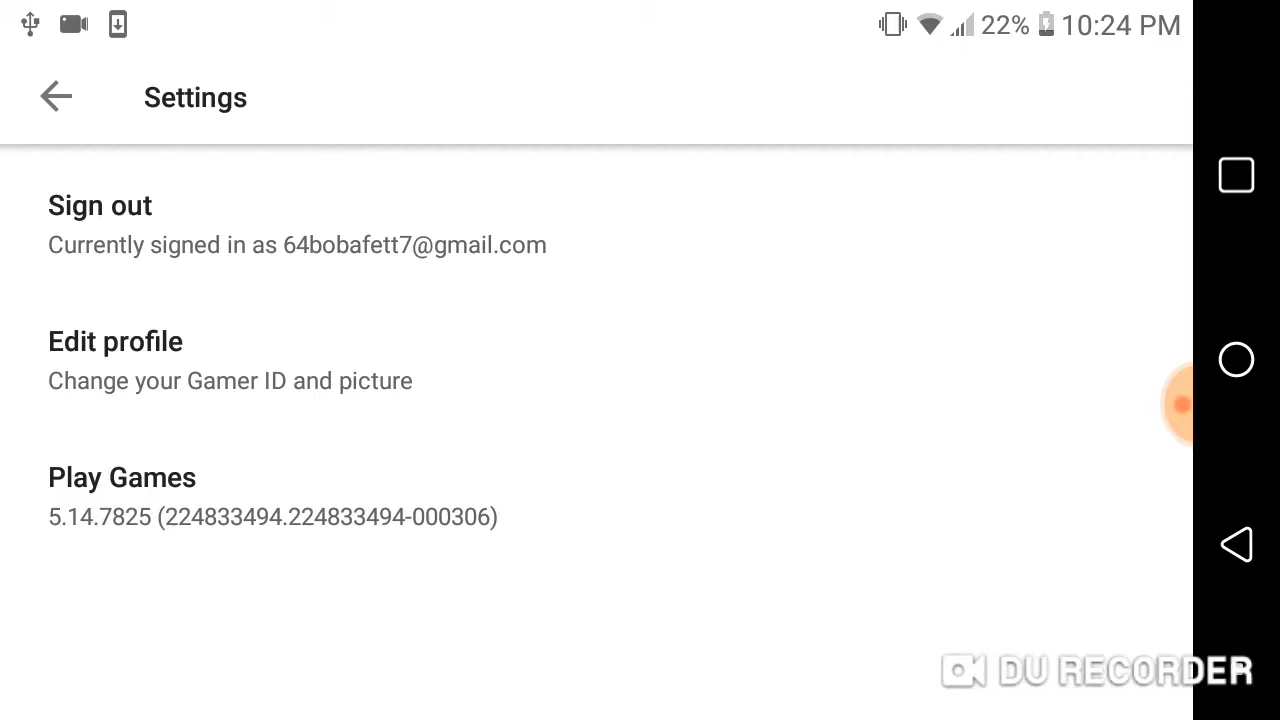 22% 10:24 PM
Settings
Sign out
Currently signed in as 64bobafett7@gmail.com
Edit profile
Change your Gamer ID and picture
Play Games
5.14.7825 (224833494.224833494-000306)
DU RECORDER